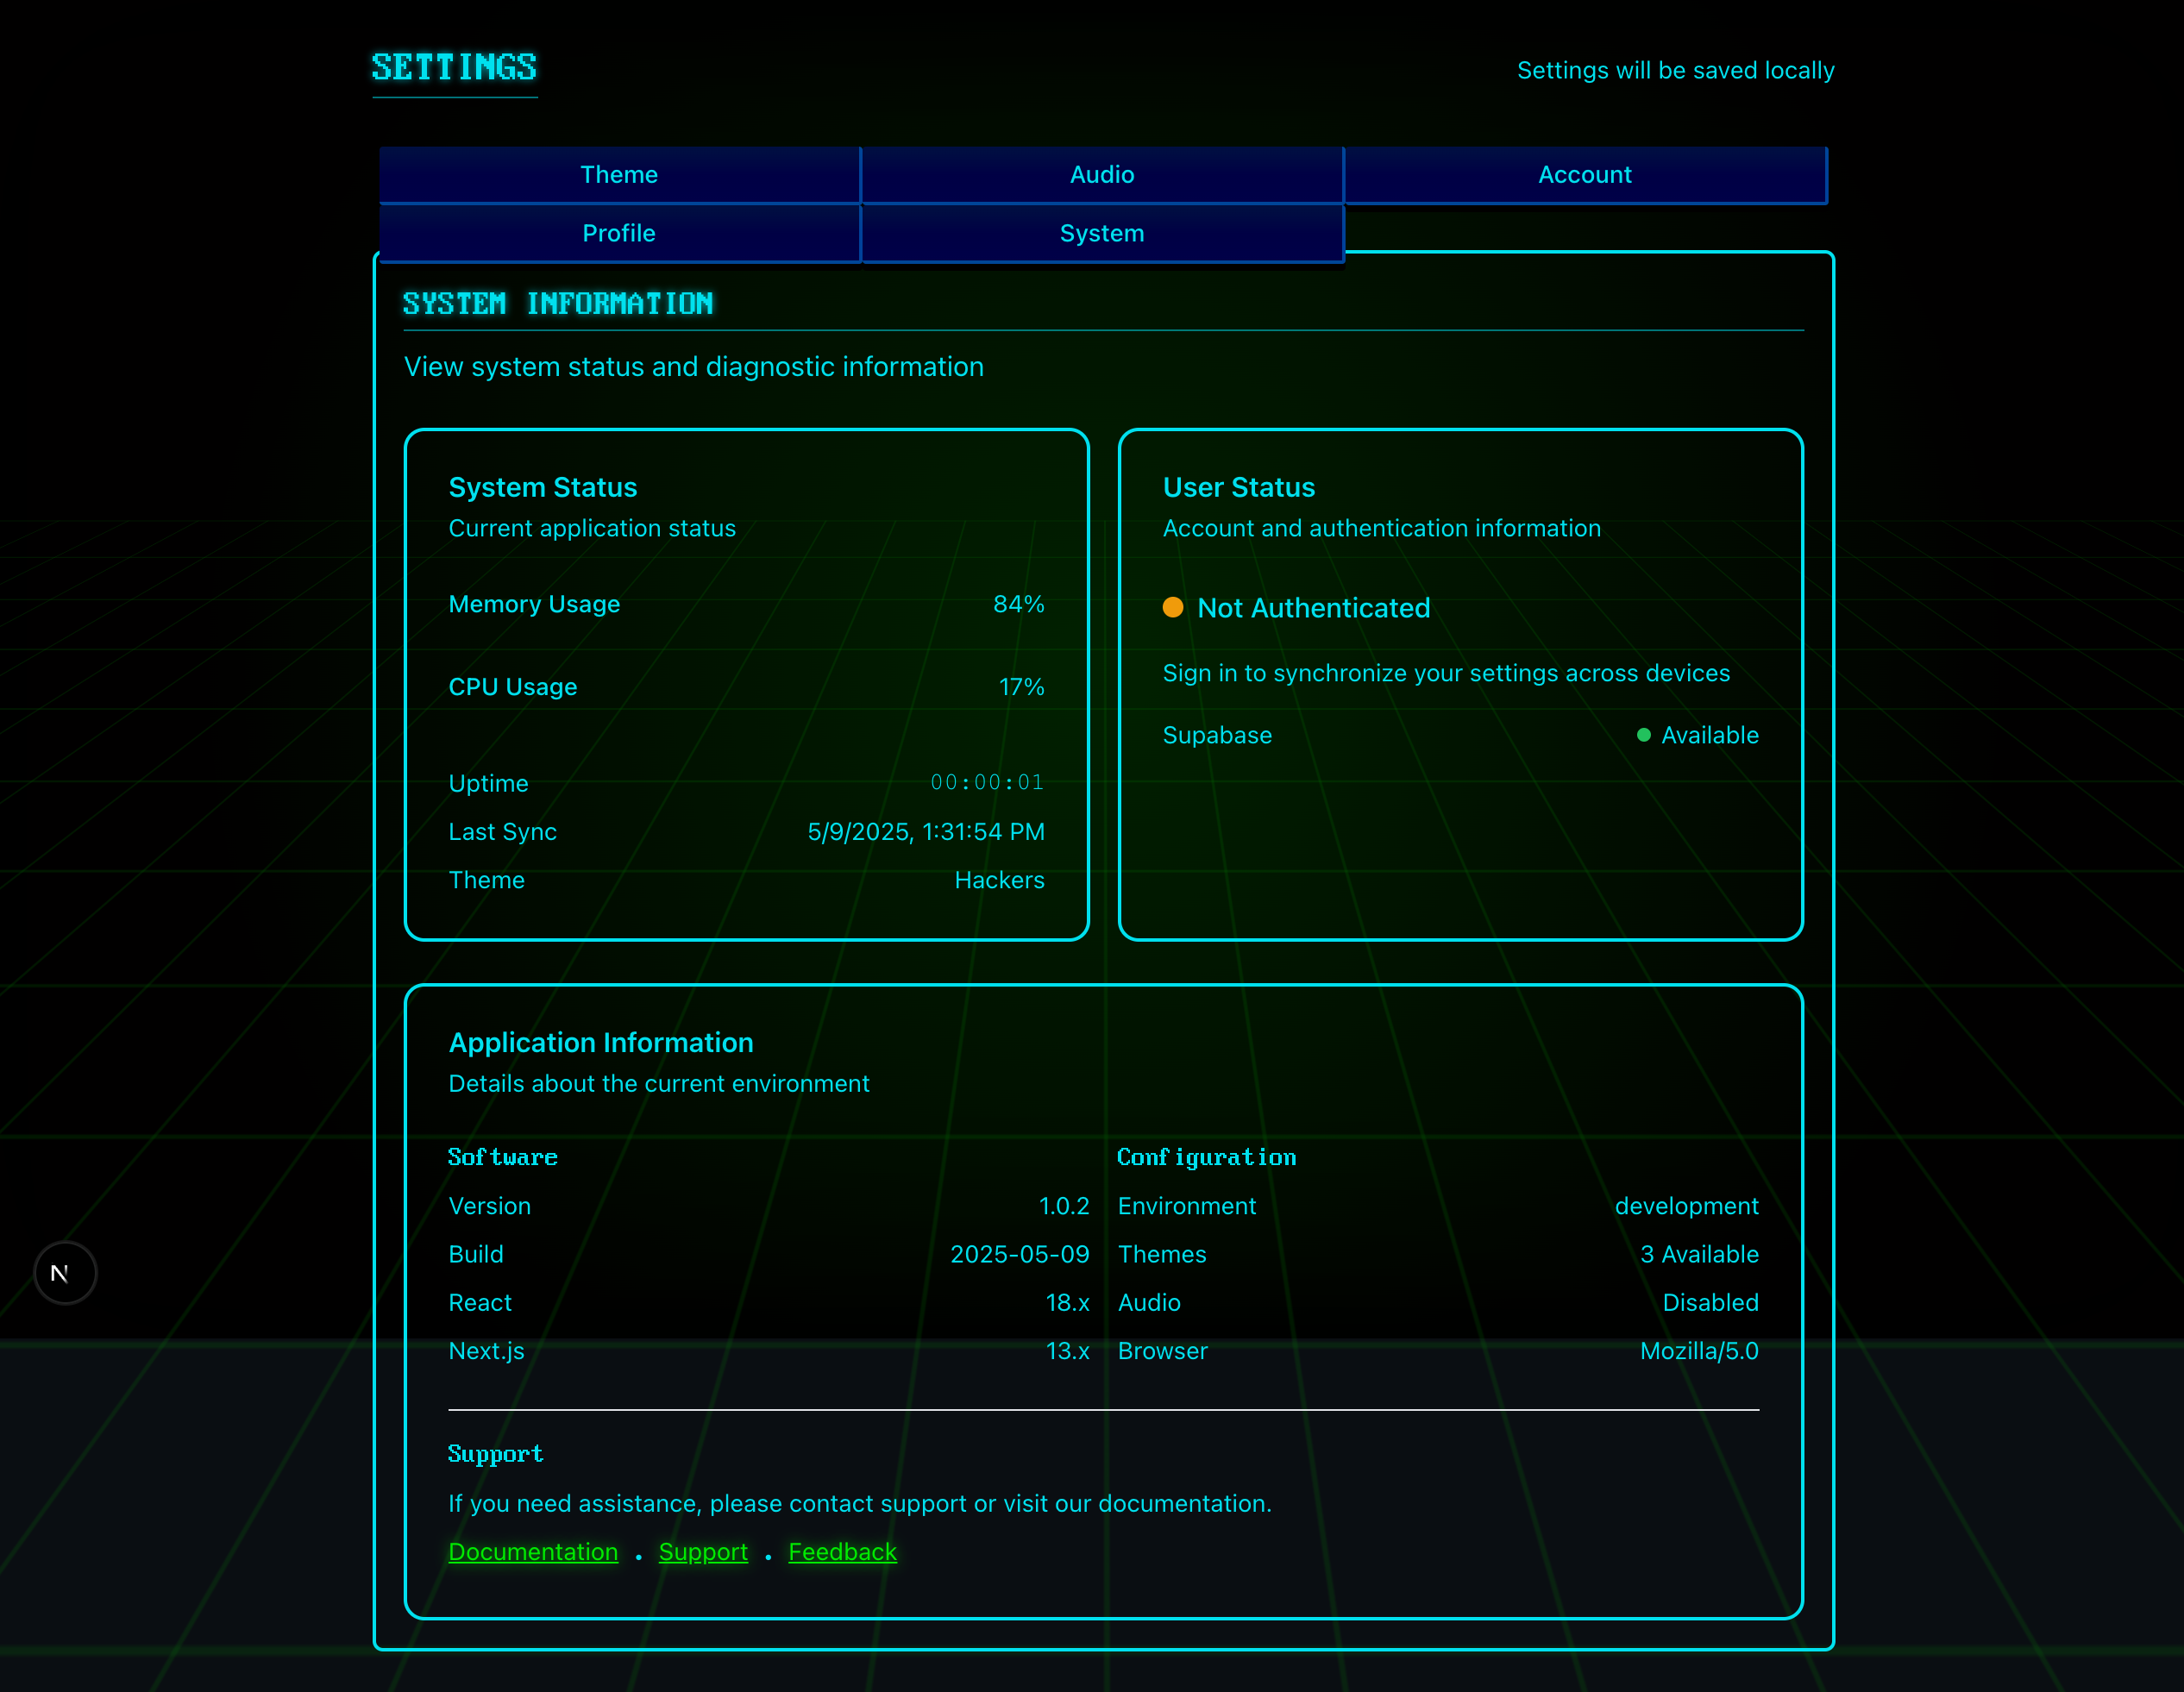 SETTINGS
Settings will be saved locally
Theme
Audio
Account
Profile
System
SYSTEM INFORMATION
View system status and diagnostic information
System Status
Current application status
Memory Usage 84%
CPU Usage 17%
Uptime 00:00:01
Last Sync 5/9/2025, 1:31:54 PM
Theme Hackers
User Status
Account and authentication information
Not Authenticated
Sign in to synchronize your settings across devices
Supabase Available
Application Information
Details about the current environment
Software
Version 1.0.2
Build 2025-05-09
React 18.x
Next.js 13.x
Configuration
Environment development
Themes 3 Available
Audio Disabled
Browser Mozilla/5.0
Support
If you need assistance, please contact support or visit our documentation.
Documentation • Support • Feedback
N